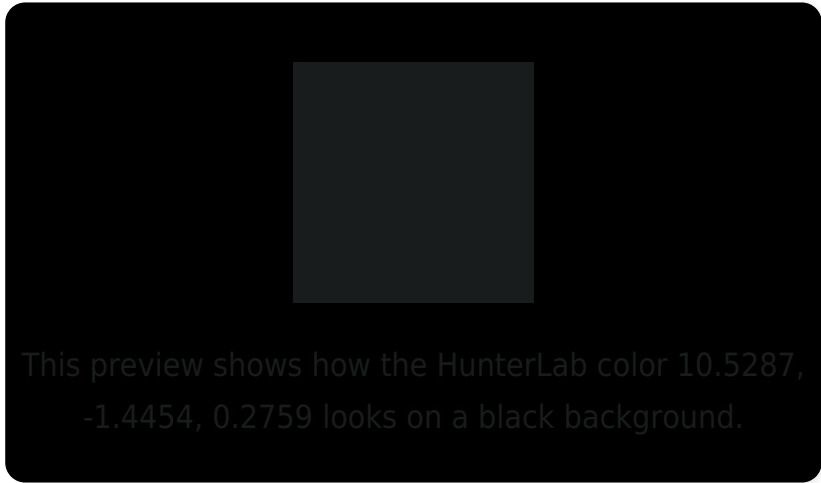 This preview shows how the HunterLab color 10.5287,
-1.4454, 0.2759 looks on a black background.